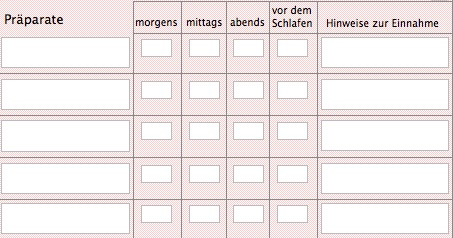 Präparate
morgens
mittags
abends
vor dem
Schlafen
Hinweise zur Einnahme